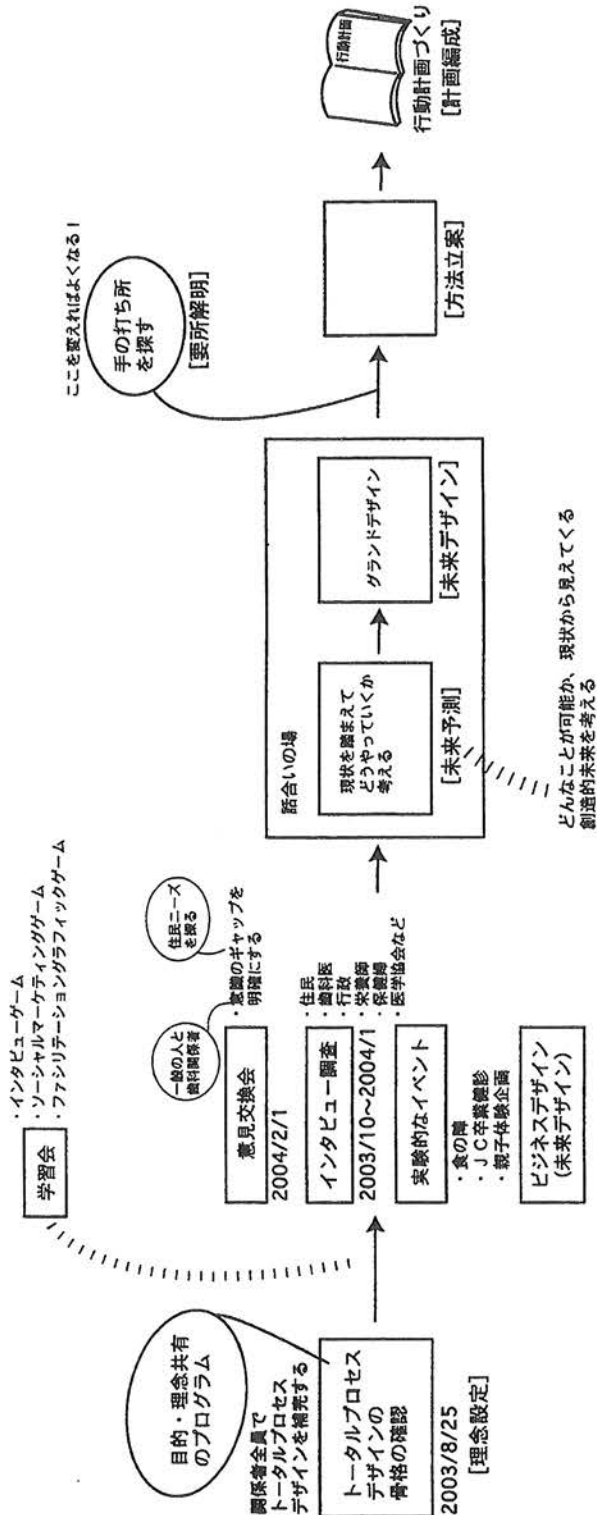 目的・理念共有
のプログラム
関係者全員で
トータルプロセス
デザインを補完する
トータルプロセス
デザインの
骨格の確認
2003/8/25
[理念設定]
学習会
・インタビューゲーム
・ソーシャルマーケティングゲーム
・ファシリテーショングラフィックゲーム
一般の人と
歯科関係者
住民ニーズ
を探る
意見交換会
・意識のギャップを
明確にする
2004/2/1
インタビュー調査
・住民
・歯科医
・行政
・栄養師
・保健婦
・医学協会など
2003/10~2004/1
実験的なイベント
・食の陣
・JC卒業健診
・親子体験企画
ビジネスデザイン
(未来デザイン)
話合いの場
現状を踏まえて
どうやっていくか
考える
[未来予測]
グランドデザイン
[未来デザイン]
どんなことが可能か、現状から見えてくる
創造的未来を考える
ここを変えればよくなる!
手の打ち所
を探す
[要所解明]
[方法立案]
行動計画
行動計画づくり
[計画編成]